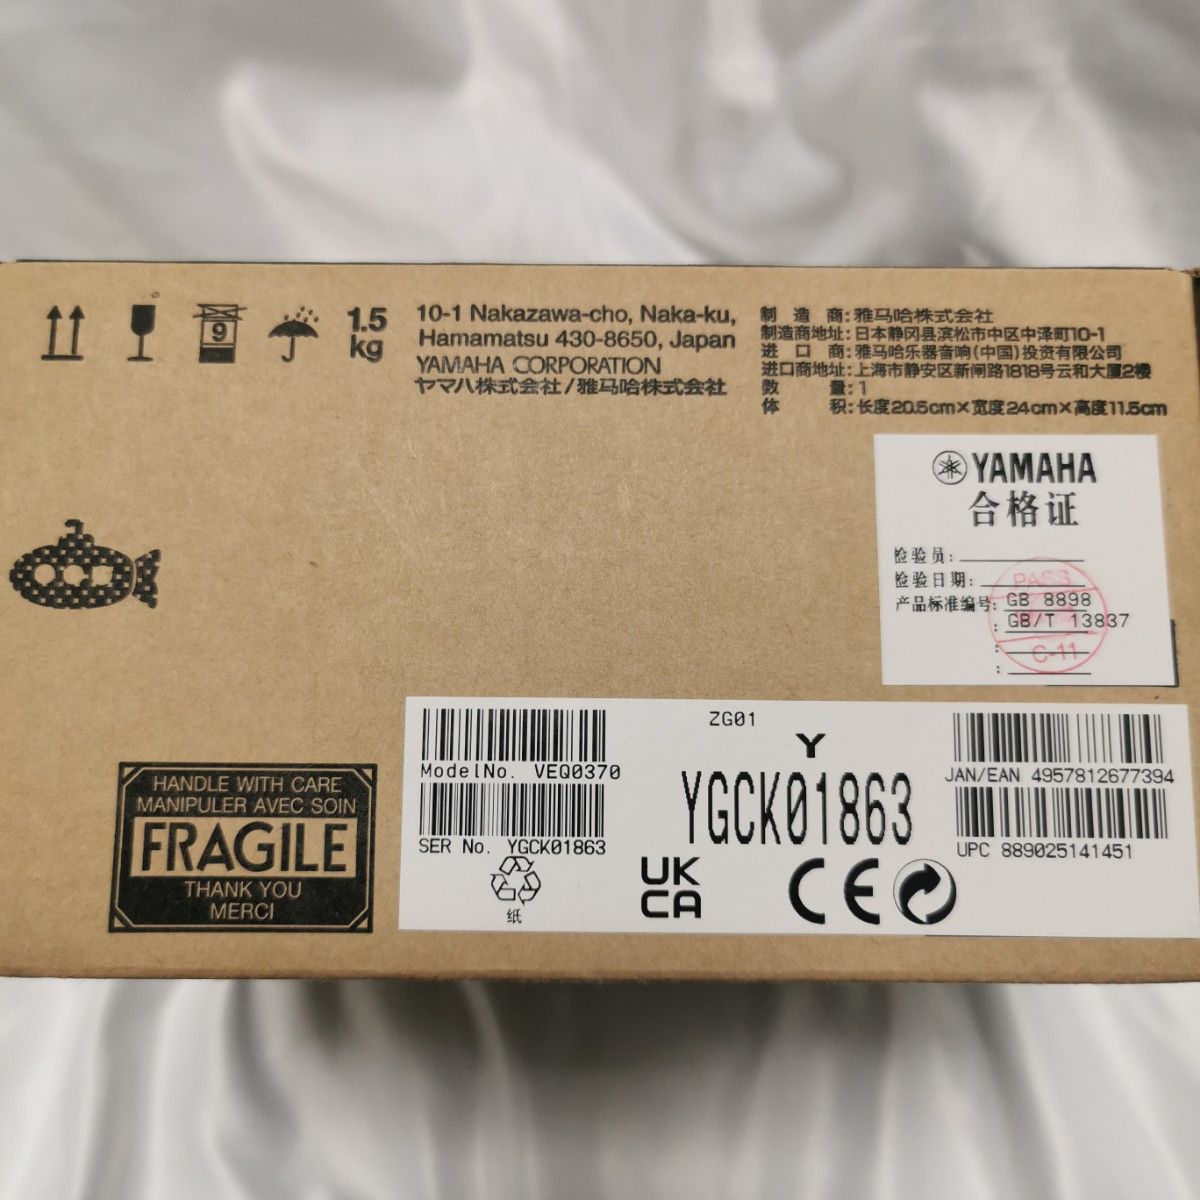 9
1.5
kg
10-1 Nakazawa-cho, Naka-ku,
Hamamatsu 430-8650, Japan
YAMAHA CORPORATION
ヤマハ株式会社/雅马哈株式会社
制 造 商:雅马哈株式会社
制造商地址:日本静冈县滨松市中区中泽町10-1
进 口 商:雅马哈乐器音响(中国)投资有限公司
进口商地址:上海市静安区新闸路1818号云和大厦2楼
数 量:1
体 积:长度20.5cm×宽度24cm×高度11.5cm
YAMAHA
合格证
检验员:
检验日期:
产品标准编号: GB 8898
: GB/T 13837
:
:
PASS
C-11
HANDLE WITH CARE
MANIPULER AVEC SOIN
FRAGILE
THANK YOU
MERCI
ModelNo. VEQ0370
SER No. YGCK01863
纸
ZG01
Y
YGCK01863
UK
CA
CE
JAN/EAN 4957812677394
UPC 889025141451